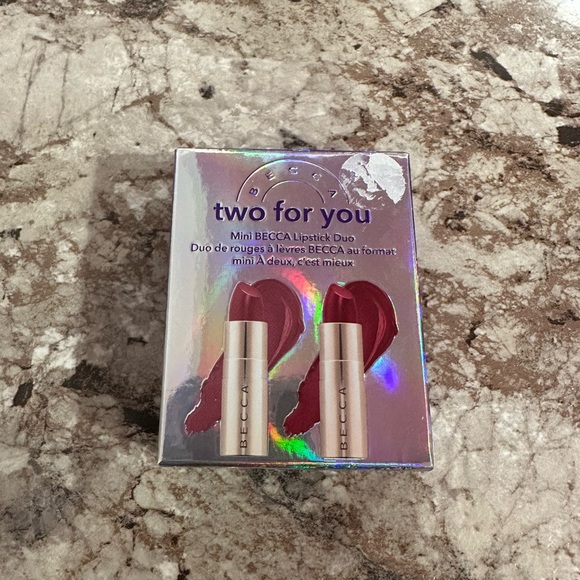 BECCA
two for you
Mini BECCA Lipstick Duo
Duo de rouges à lèvres BECCA au format
mini À deux, c'est mieux
BECCA
BECCA